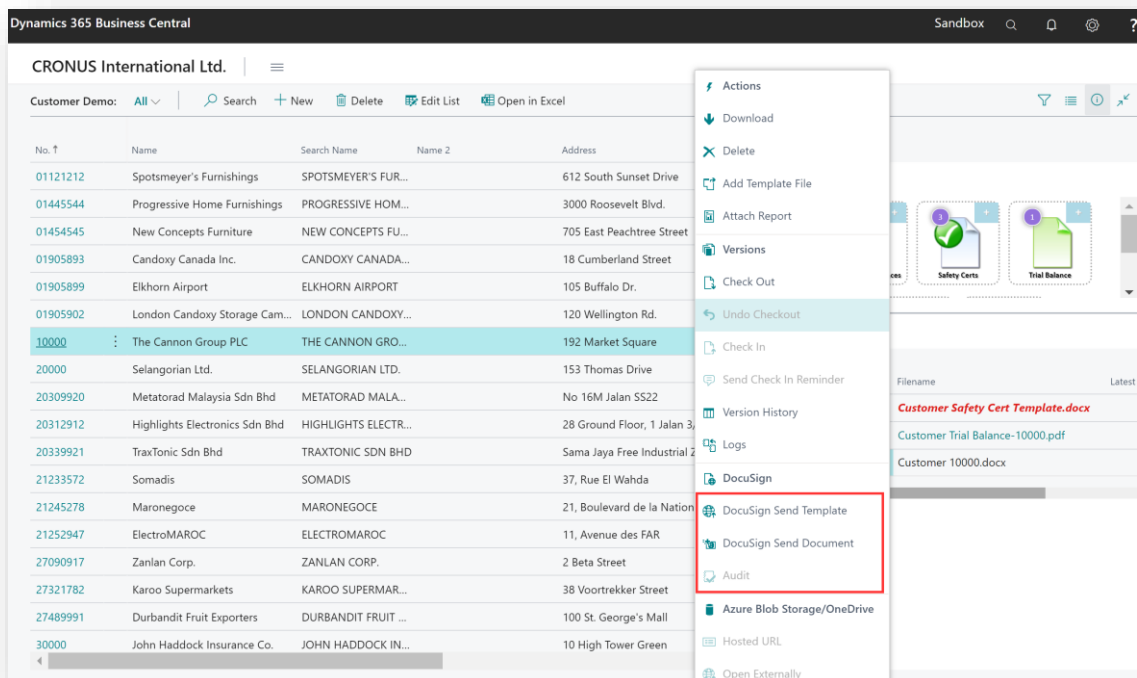 Dynamics 365 Business Central
Sandbox
?
CRONUS International Ltd.
Customer Demo: All
Search
New
Delete
Edit List
Open in Excel
No. ↑ Name Search Name Name 2 Address
01121212 Spotsmeyer's Furnishings SPOTSMEYER'S FUR... 612 South Sunset Drive
01445544 Progressive Home Furnishings PROGRESSIVE HOM... 3000 Roosevelt Blvd.
01454545 New Concepts Furniture NEW CONCEPTS FU... 705 East Peachtree Street
01905893 Candoxy Canada Inc. CANDOXY CANADA... 18 Cumberland Street
01905899 Elkhorn Airport ELKHORN AIRPORT 105 Buffalo Dr.
01905902 London Candoxy Storage Cam... LONDON CANDOXY... 120 Wellington Rd.
10000 The Cannon Group PLC THE CANNON GRO... 192 Market Square
20000 Selangorian Ltd. SELANGORIAN LTD. 153 Thomas Drive
20309920 Metatorad Malaysia Sdn Bhd METATORAD MALA... No 16M Jalan SS22
20312912 Highlights Electronics Sdn Bhd HIGHLIGHTS ELECTR... 28 Ground Floor, 1 Jalan 3/
20339921 TraxTonic Sdn Bhd TRAXTONIC SDN BHD Sama Jaya Free Industrial Z
21233572 Somadis SOMADIS 37, Rue El Wahda
21245278 Maronegoce MARONEGOCE 21, Boulevard de la Nation
21252947 ElectroMAROC ELECTROMAROC 11, Avenue des FAR
27090917 Zanlan Corp. ZANLAN CORP. 2 Beta Street
27321782 Karoo Supermarkets KAROO SUPERMAR... 38 Voortrekker Street
27489991 Durbandit Fruit Exporters DURBANDIT FRUIT ... 100 St. George's Mall
30000 John Haddock Insurance Co. JOHN HADDOCK IN... 10 High Tower Green
Actions
Download
Delete
Add Template File
Attach Report
Versions
Check Out
Undo Checkout
Check In
Send Check In Reminder
Version History
Logs
DocuSign
DocuSign Send Template
DocuSign Send Document
Audit
Azure Blob Storage/OneDrive
Hosted URL
Open Externally
3
1
ces
Safety Certs
Trial Balance
Filename Latest
Customer Safety Cert Template.docx
Customer Trial Balance-10000.pdf
Customer 10000.docx